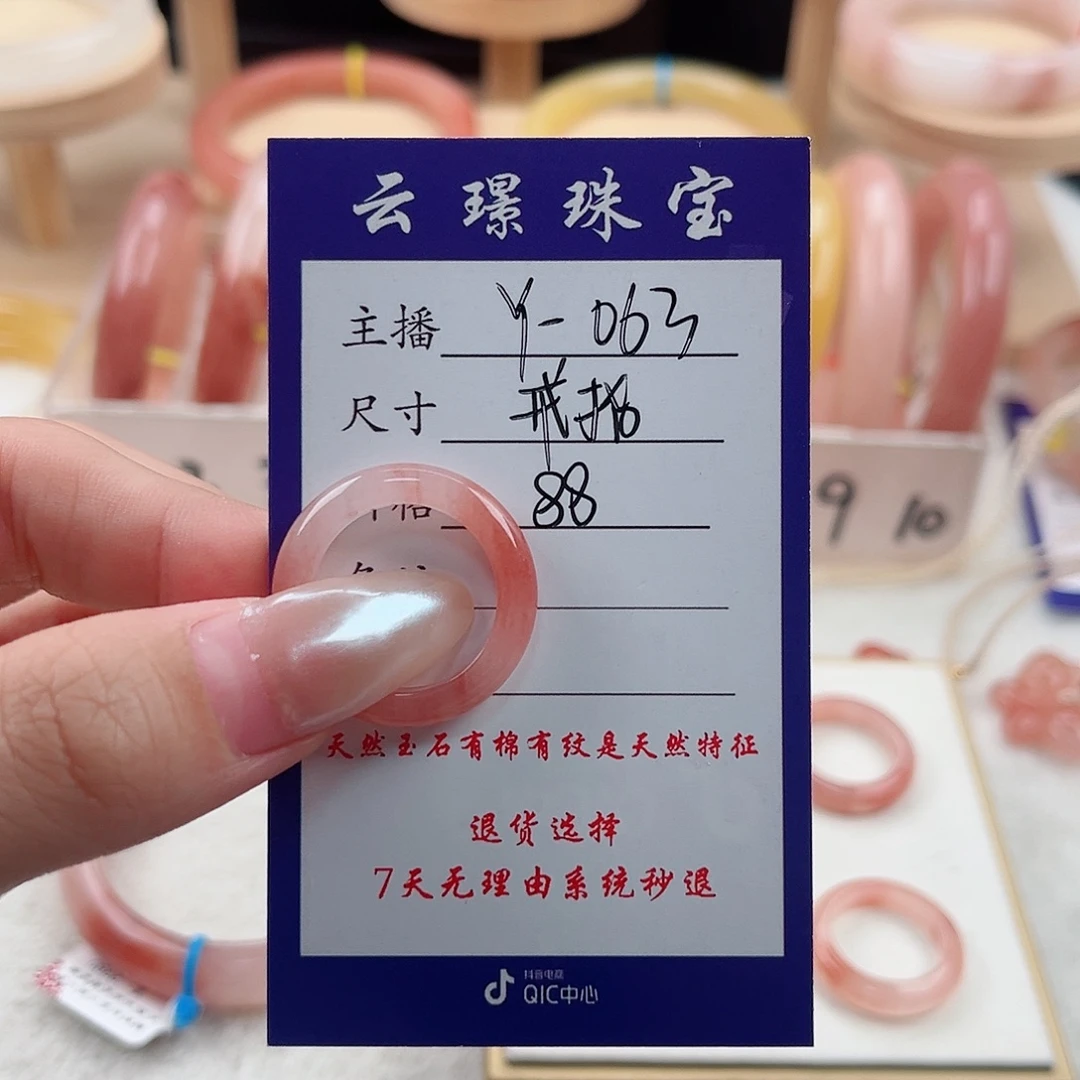 云璟珠宝
主播 Y-063
尺寸 戒指
88
天然玉石有棉有纹是天然特征
退货选择
7天无理由系统秒退
抖音电商
QIC中心
9 10